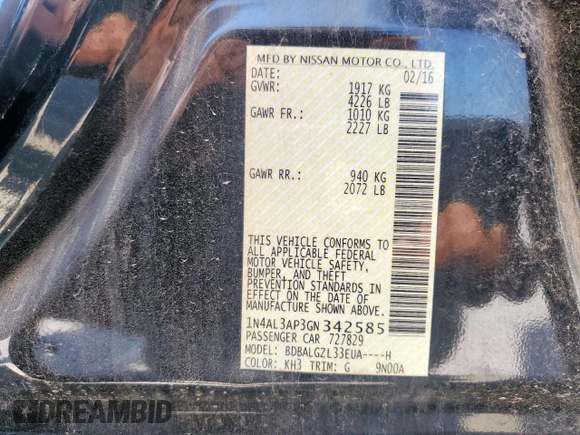 MFD BY NISSAN MOTOR CO., LTD.
DATE: 02/16
GVWR: 1917 KG
4226 LB
GAWR FR.: 1010 KG
2227 LB
GAWR RR.: 940 KG
2072 LB
THIS VEHICLE CONFORMS TO
ALL APPLICABLE FEDERAL
MOTOR VEHICLE SAFETY,
BUMPER, AND THEFT
PREVENTION STANDARDS IN
EFFECT ON THE DATE OF
MANUFACTURE SHOWN ABOVE.
1N4AL3AP3GN342585
PASSENGER CAR 727829
MODEL: BDBALGZL33EUA----H
COLOR: KH3 TRIM: G 9N00A
DREAMBID